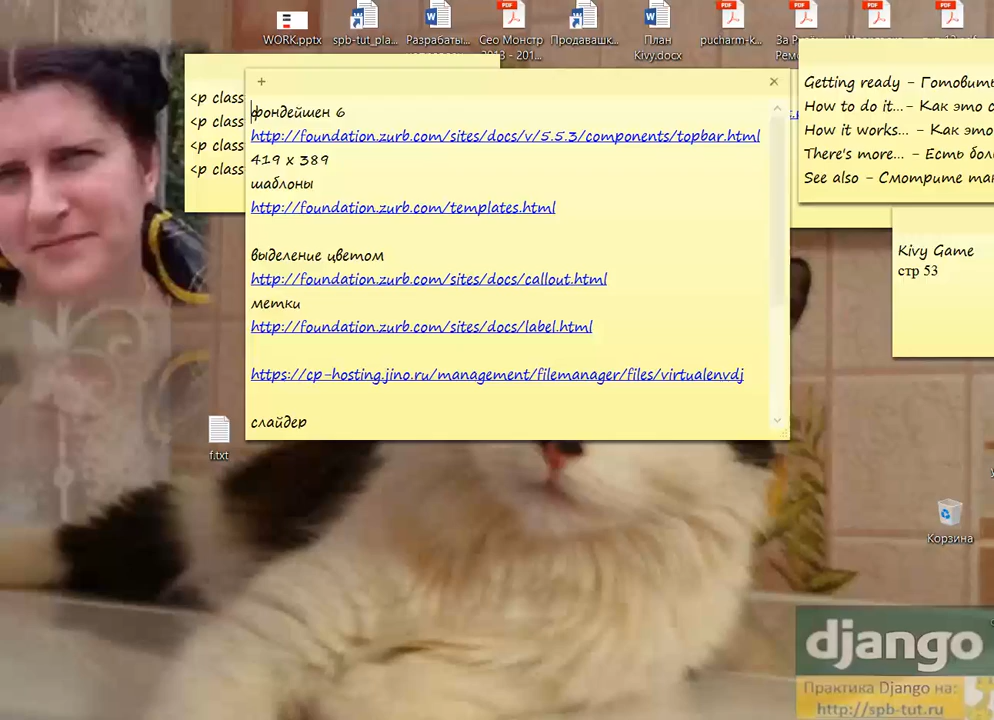 WORK.pptx
spb-tut_pla...
Разрабаты...
Сео Монстр
2013 - 201...
Продавашк...
План
Kivy.docx
pucharm-k...
<p class
<p class
<p class
<p class
+
×
фондейшен 6
http://foundation.zurb.com/sites/docs/v/5.5.3/components/topbar.html
419 x 389
шаблоны
http://foundation.zurb.com/templates.html
выделение цветом
http://foundation.zurb.com/sites/docs/callout.html
метки
http://foundation.zurb.com/sites/docs/label.html
https://cp-hosting.jino.ru/management/filemanager/files/virtualenvdj
слайдер
Getting ready - Готовить
How to do it... - Как это с
How it works... - Как это
There's more... - Есть бол
See also - Смотрите так
Kivy Game
стр 53
f.txt
Корзина
django
Практика Django на:
http://spb-tut.ru